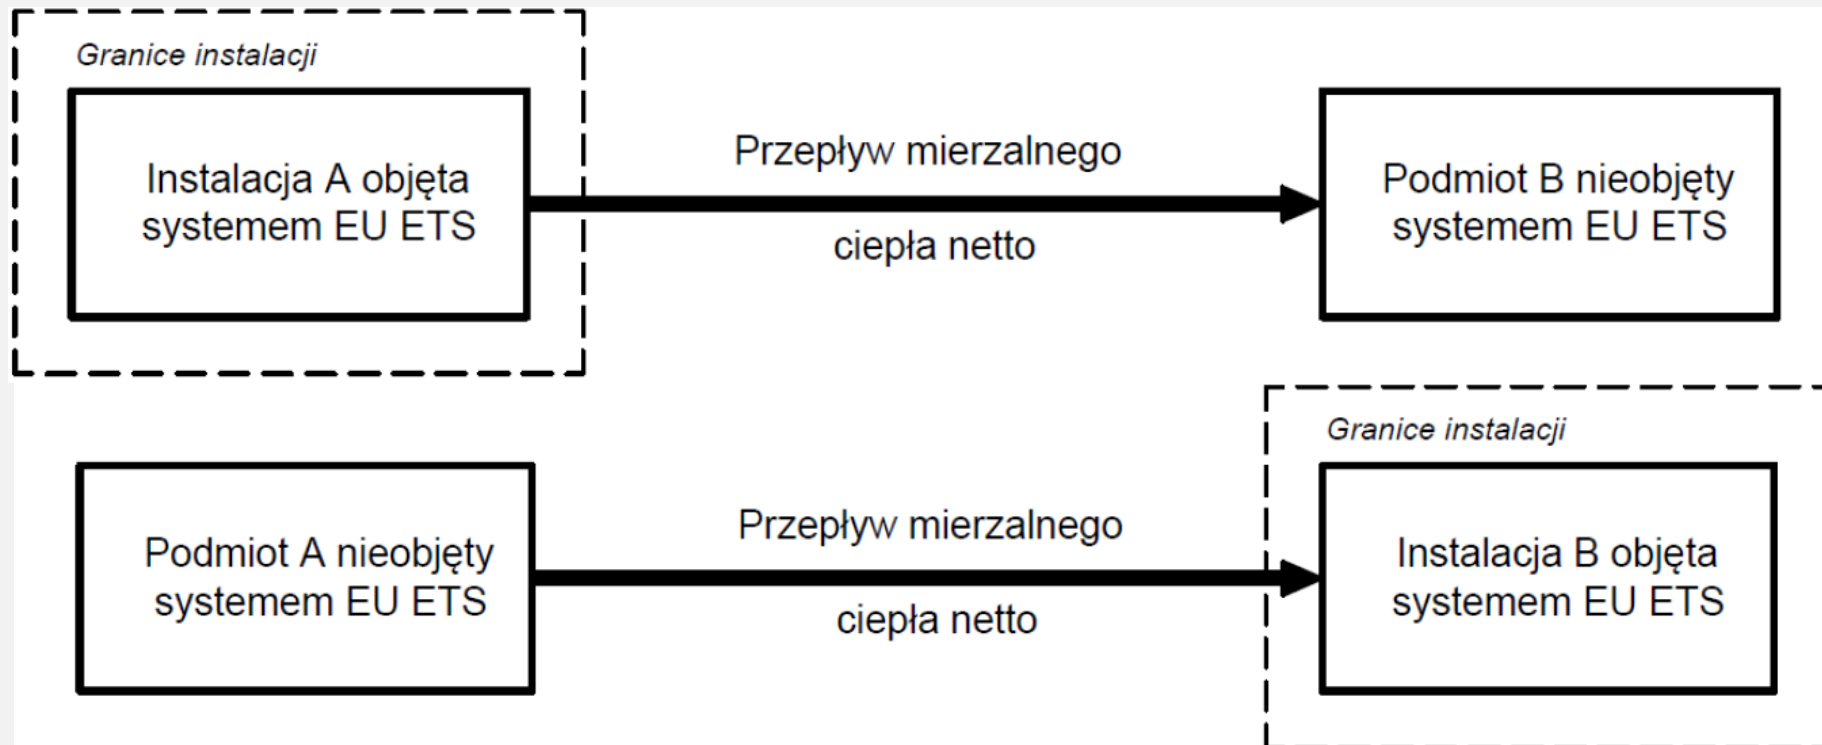 Granice instalacji
Instalacja A objęta
systemem EU ETS
Przepływ mierzalnego
ciepła netto
Podmiot B nieobjęty
systemem EU ETS
Granice instalacji
Podmiot A nieobjęty
systemem EU ETS
Przepływ mierzalnego
ciepła netto
Instalacja B objęta
systemem EU ETS